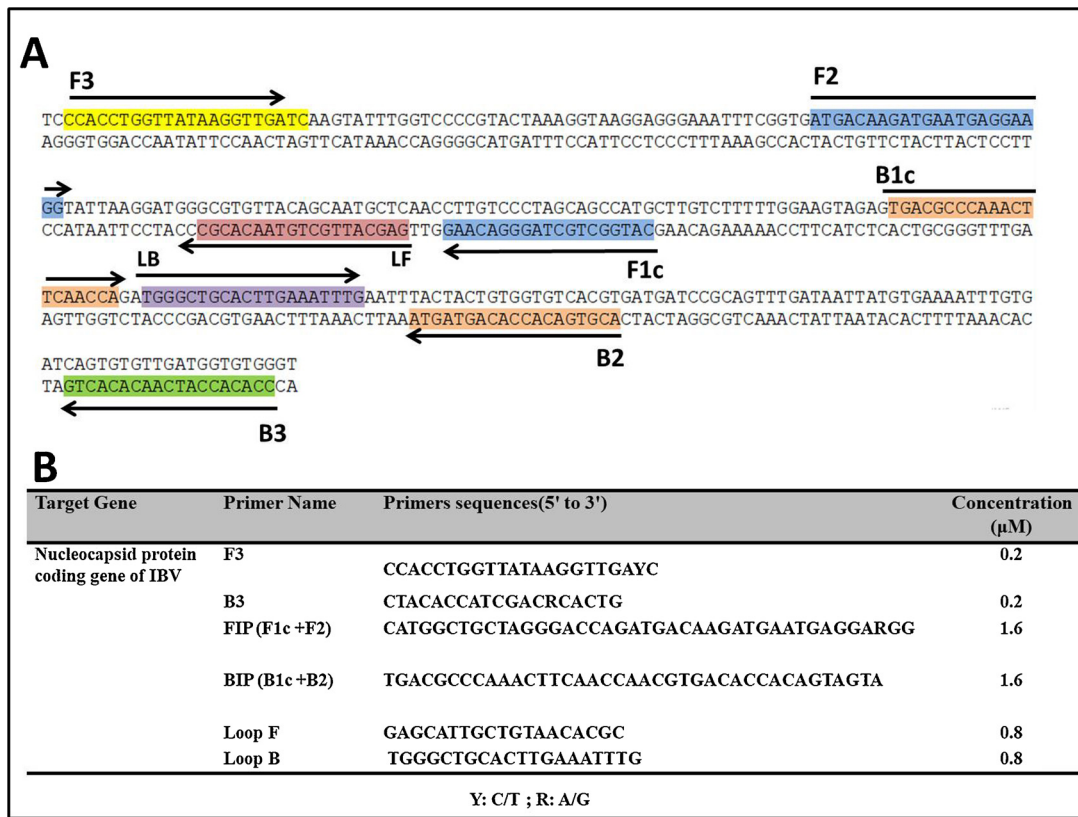 A
F3 F2
TCCCACCTGGTTATAAGGTTGATCAAGTATTTGGTCCCCGTACTAAAGGTAAGGAGGGAAATTTCGGTGATGACAAGATGAATGAGGAA
AGGGTGGACCAATATTCCAACTAGTTCATAAACCAGGGGCATGATTTCCATTCCTCCCTTTAAAGCCACTACTGTTCTACTTACTCCTT
B1c
GGTATTAAGGATGGGCGTGTTACAGCAATGCTCAACCTTGTCCCTAGCAGCCATGCTTGTCTTTTTGGAAGTAGAGTGACGCCCAAACT
CCATAATTCCTACCCGCACAATGTCGTTACGAGTTGGAACAGGGATCGTCGGTACGAACAGAAAAACCTTCATCTCACTGCGGGTTTGA
LB LF F1c
TCAACCAGATGGGCTGCACTTGAAATTTGAATTTACTACTGTGGTGTCACGTGATGATCCGCAGTTTGATAATTATGTGAAAATTTGTG
AGTTGGTCTACCCGACGTGAACTTTAAACTTAAATGATGACACCACAGTGCACTACTAGGCGTCAAACTATTAATACACTTTTAAACAC
B2
ATCAGTGTGTTGATGGTGTGGGT
TAGTCACACAACTACCACACCCA
B3
B
Target Gene Primer Name Primers sequences(5' to 3') Concentration
(µM)
Nucleocapsid protein F3 0.2
coding gene of IBV CCACCTGGTTATAAGGTTGAYC
B3 CTACACCATCGACRCACTG 0.2
FIP (F1c +F2) CATGGCTGCTAGGGACCAGATGACAAGATGAATGAGGARGG 1.6
BIP (B1c +B2) TGACGCCCAAACTTCAACCAACGTGACACCACAGTAGTA 1.6
Loop F GAGCATTGCTGTAACACGC 0.8
Loop B TGGGCTGCACTTGAAATTTG 0.8
Y: C/T ; R: A/G